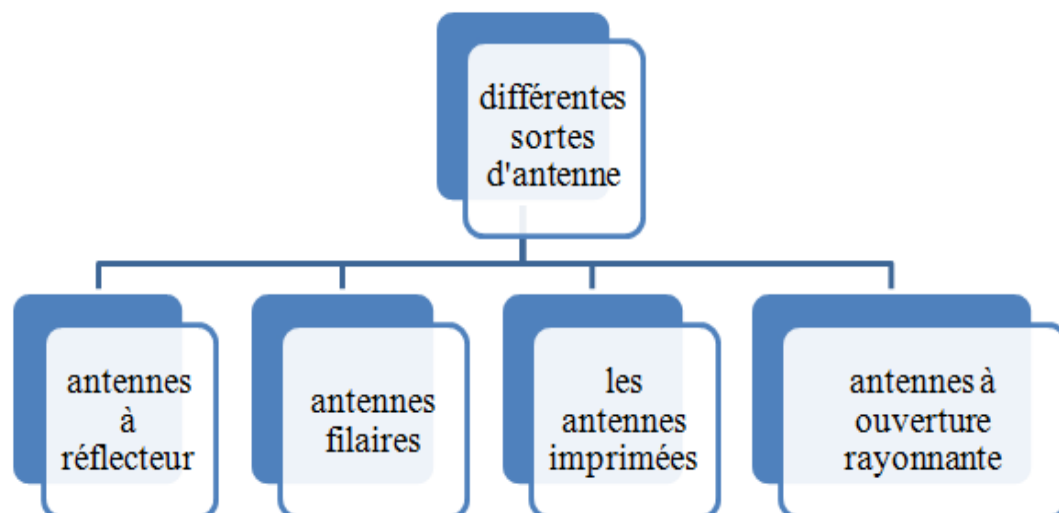 différentes
sortes
d'antenne
antennes
à
réflecteur
antennes
filaires
les
antennes
imprimées
antennes à
ouverture
rayonnante